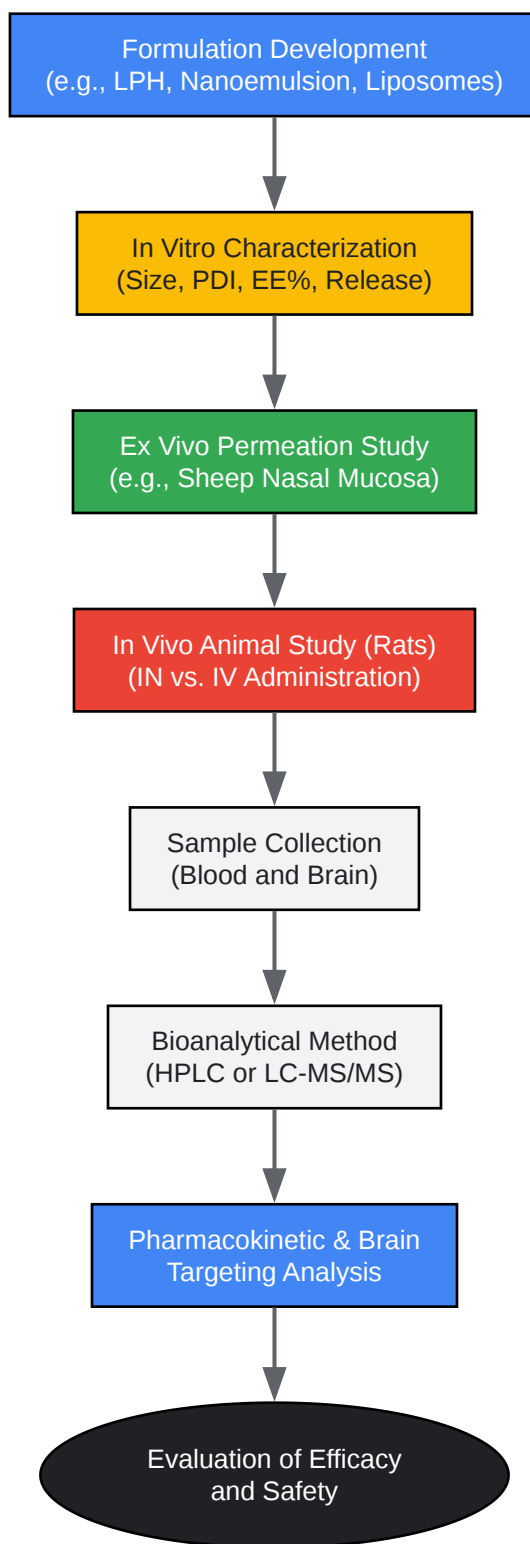 Formulation Development
(e.g., LPH, Nanoemulsion, Liposomes)
In Vitro Characterization
(Size, PDI, EE%, Release)
Ex Vivo Permeation Study
(e.g., Sheep Nasal Mucosa)
In Vivo Animal Study (Rats)
(IN vs. IV Administration)
Sample Collection
(Blood and Brain)
Bioanalytical Method
(HPLC or LC-MS/MS)
Pharmacokinetic & Brain
Targeting Analysis
Evaluation of Efficacy
and Safety